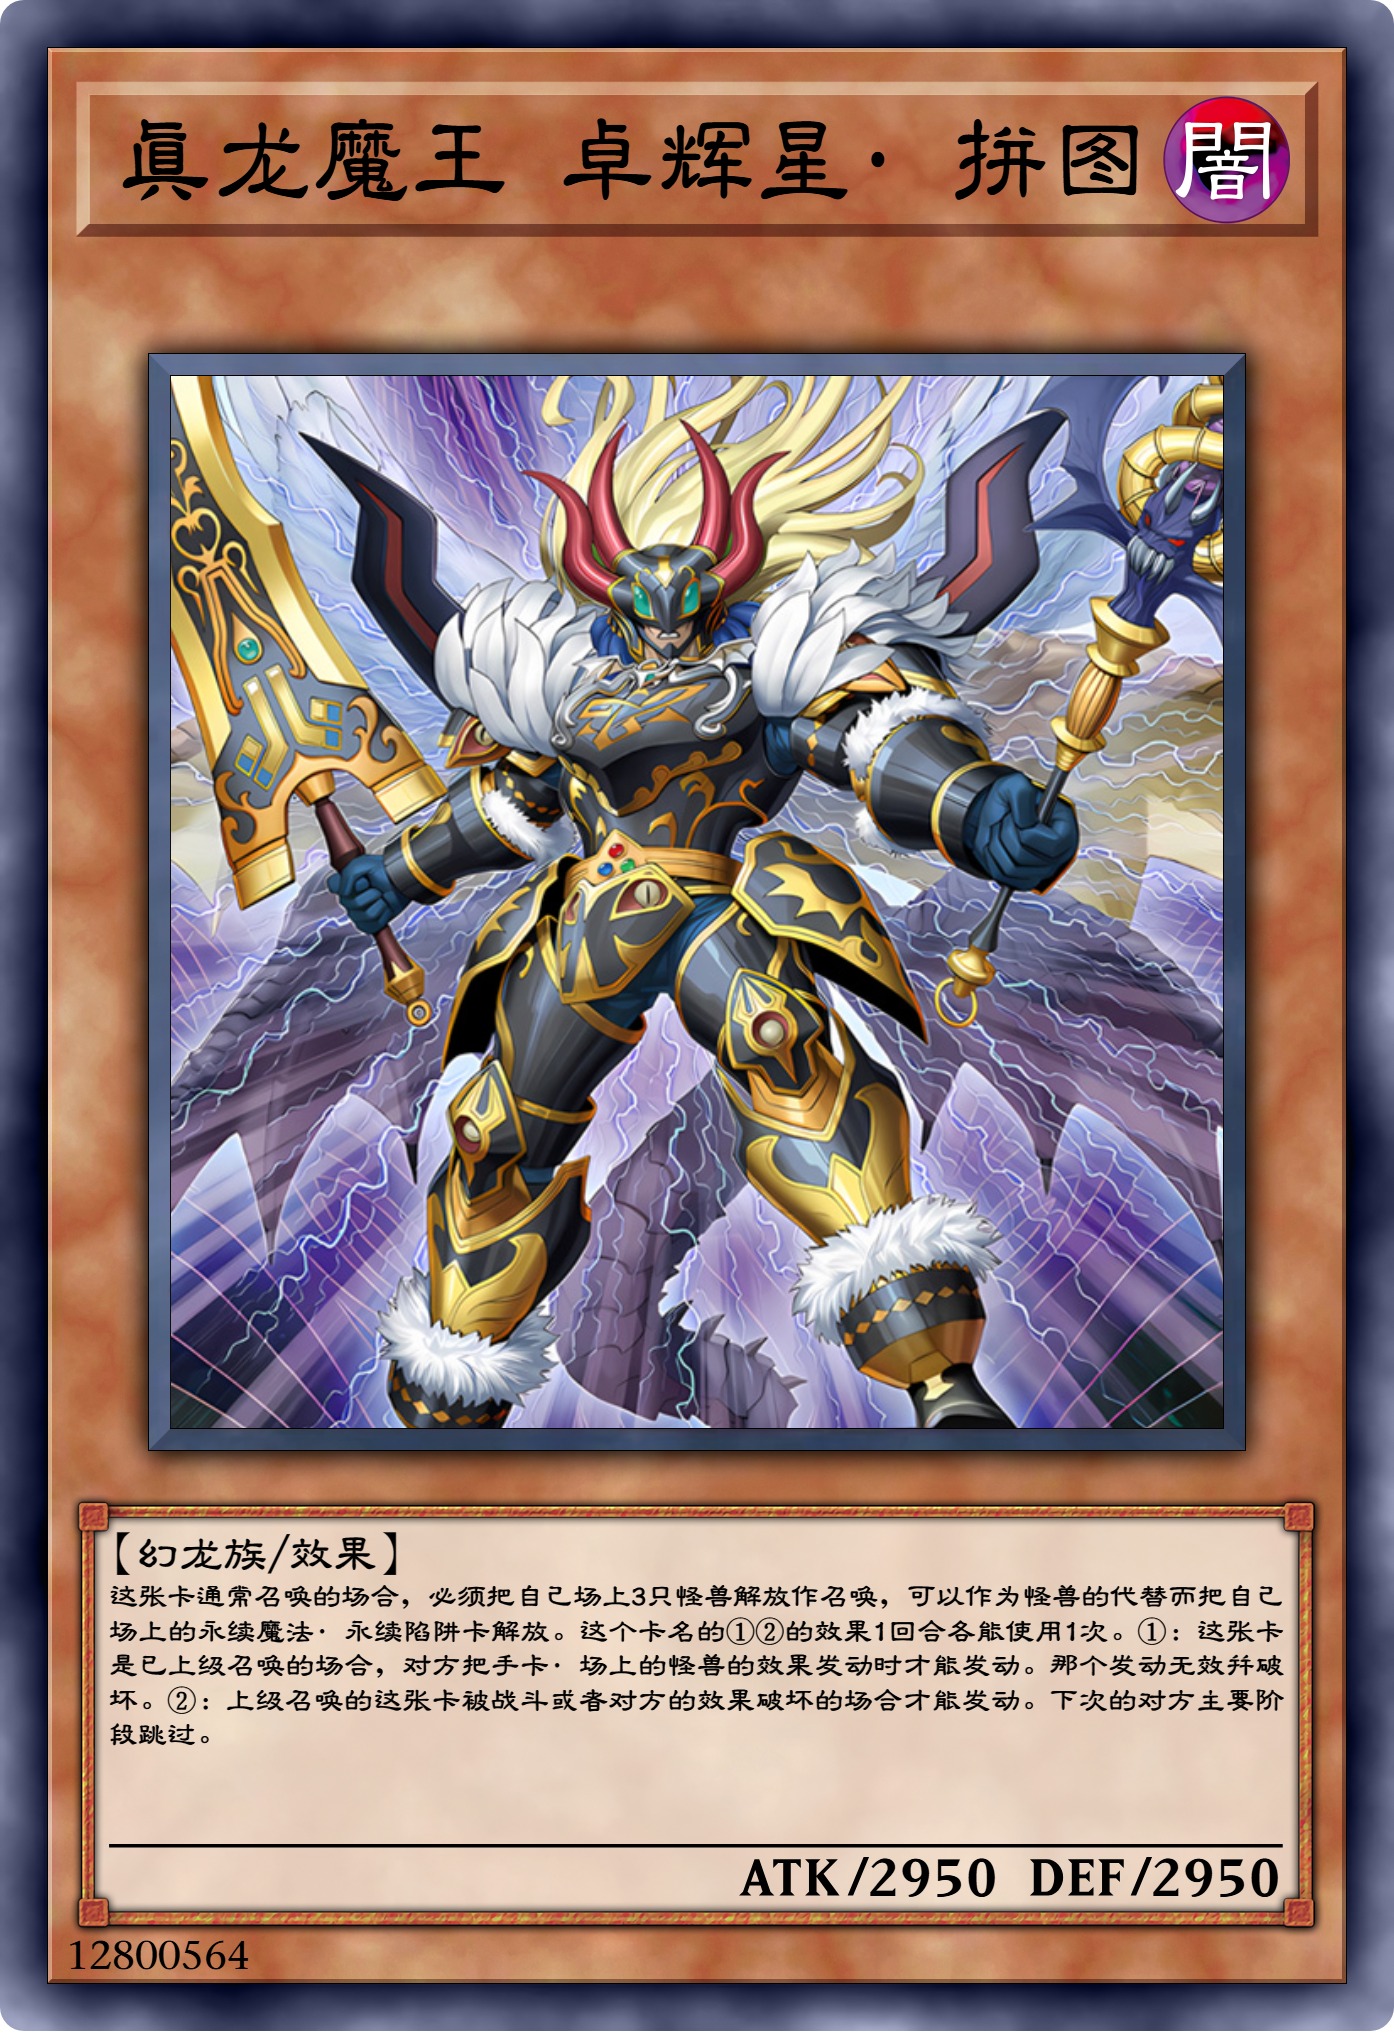 眞龙魔王 卓辉星·拼图
闇
【幻龙族/效果】
这张卡通常召唤的场合，必须把自己场上3只怪兽解放作召唤，可以作为怪兽的代替而把自己
场上的永续魔法·永续陷阱卡解放。这个卡名的①②的效果1回合各能使用1次。①：这张卡
是已上级召唤的场合，对方把手卡·场上的怪兽的效果发动时才能发动。那个发动无效并破
坏。②：上级召唤的这张卡被战斗或者对方的效果破坏的场合才能发动。下次的对方主要阶
段跳过。
ATK/2950 DEF/2950
12800564